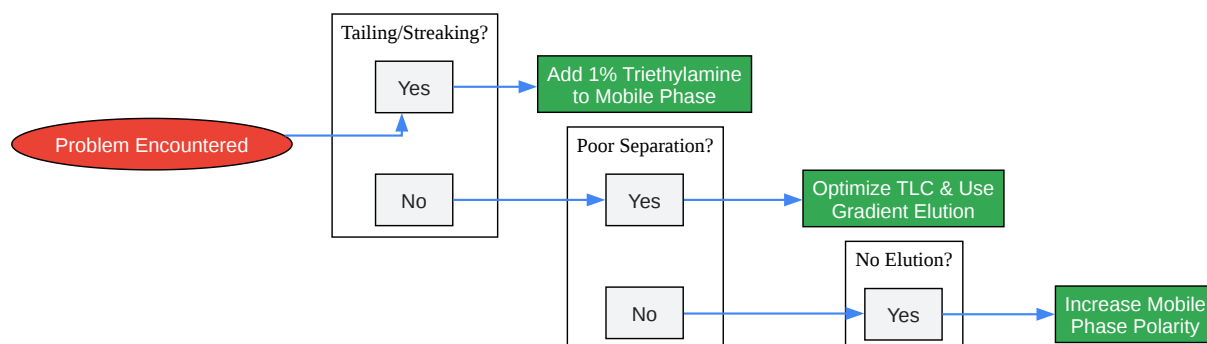 Tailing/Streaking?
Yes
Add 1% Triethylamine
to Mobile Phase
Problem Encountered
No
Poor Separation?
Yes
Optimize TLC & Use
Gradient Elution
No
No Elution?
Yes
Increase Mobile
Phase Polarity